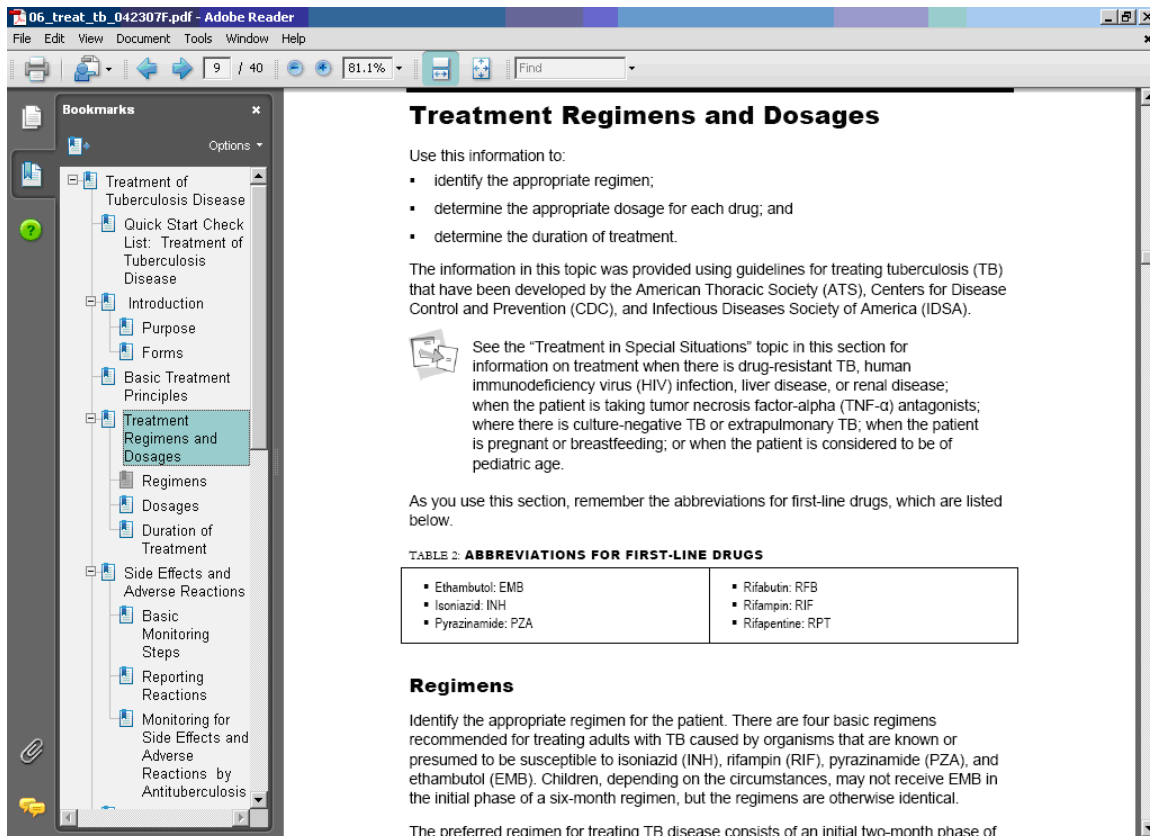 06_treat_tb_042307F.pdf - Adobe Reader
File Edit View Document Tools Window Help
9 / 40 81.1% Find
Bookmarks
Options
Treatment of
Tuberculosis Disease
Quick Start Check
List: Treatment of
Tuberculosis
Disease
Introduction
Purpose
Forms
Basic Treatment
Principles
Treatment
Regimens and
Dosages
Regimens
Dosages
Duration of
Treatment
Side Effects and
Adverse Reactions
Basic
Monitoring
Steps
Reporting
Reactions
Monitoring for
Side Effects and
Adverse
Reactions by
Antituberculosis
Treatment Regimens and Dosages
Use this information to:
▪ identify the appropriate regimen;
▪ determine the appropriate dosage for each drug; and
▪ determine the duration of treatment.
The information in this topic was provided using guidelines for treating tuberculosis (TB)
that have been developed by the American Thoracic Society (ATS), Centers for Disease
Control and Prevention (CDC), and Infectious Diseases Society of America (IDSA).
See the “Treatment in Special Situations” topic in this section for
information on treatment when there is drug-resistant TB, human
immunodeficiency virus (HIV) infection, liver disease, or renal disease;
when the patient is taking tumor necrosis factor-alpha (TNF-α) antagonists;
where there is culture-negative TB or extrapulmonary TB; when the patient
is pregnant or breastfeeding; or when the patient is considered to be of
pediatric age.
As you use this section, remember the abbreviations for first-line drugs, which are listed
below.
TABLE 2: ABBREVIATIONS FOR FIRST-LINE DRUGS
▪ Ethambutol: EMB
▪ Isoniazid: INH
▪ Pyrazinamide: PZA
▪ Rifabutin: RFB
▪ Rifampin: RIF
▪ Rifapentine: RPT
Regimens
Identify the appropriate regimen for the patient. There are four basic regimens
recommended for treating adults with TB caused by organisms that are known or
presumed to be susceptible to isoniazid (INH), rifampin (RIF), pyrazinamide (PZA), and
ethambutol (EMB). Children, depending on the circumstances, may not receive EMB in
the initial phase of a six-month regimen, but the regimens are otherwise identical.
The preferred regimen for treating TB disease consists of an initial two-month phase of